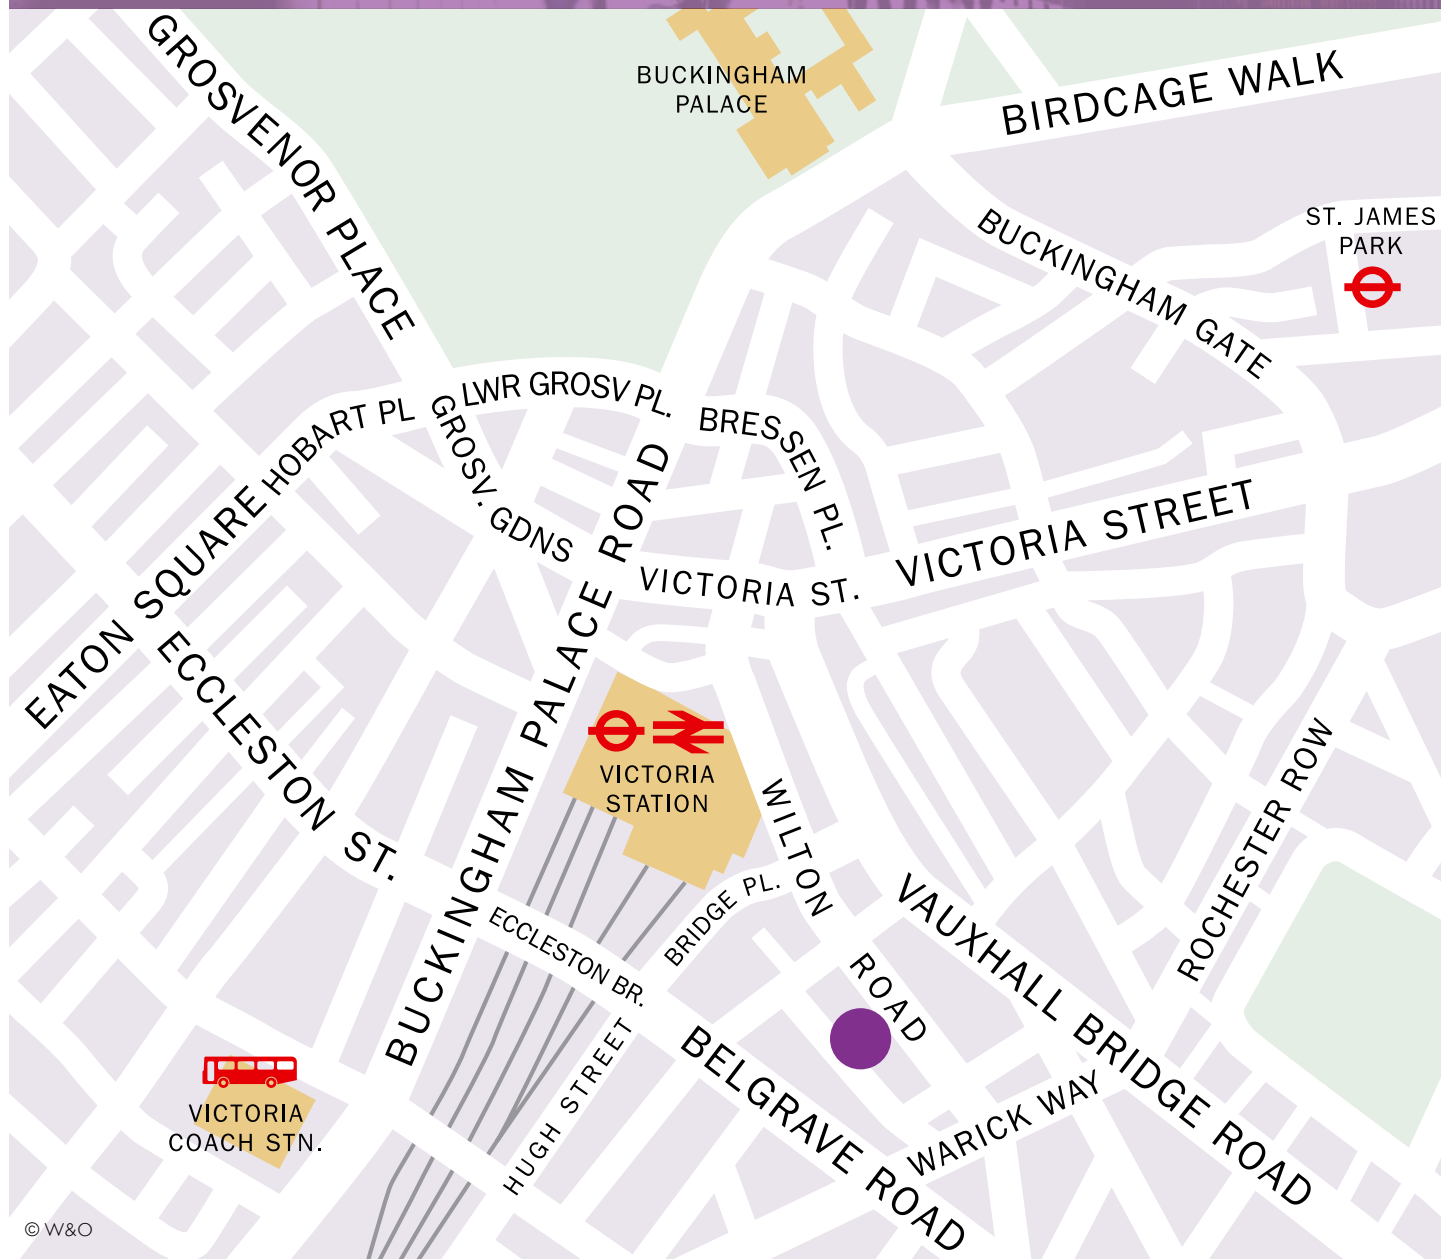 GROSVENOR PLACE
BUCKINGHAM
PALACE
BIRDCAGE WALK
ST. JAMES
PARK
BUCKINGHAM GATE
LWR GROSV PL.
HOBART PL
GROSV. GDNS
BRESSEN PL.
EATON SQUARE
BUCKINGHAM PALACE ROAD
VICTORIA ST.
VICTORIA STREET
ECCLESTON ST.
VICTORIA
STATION
WILTON ROAD
ROCHESTER ROW
BRIDGE PL.
ECCLESTON BR.
VAUXHALL BRIDGE ROAD
HUGH STREET
BELGRAVE ROAD
WARICK WAY
VICTORIA
COACH STN.
© W&O